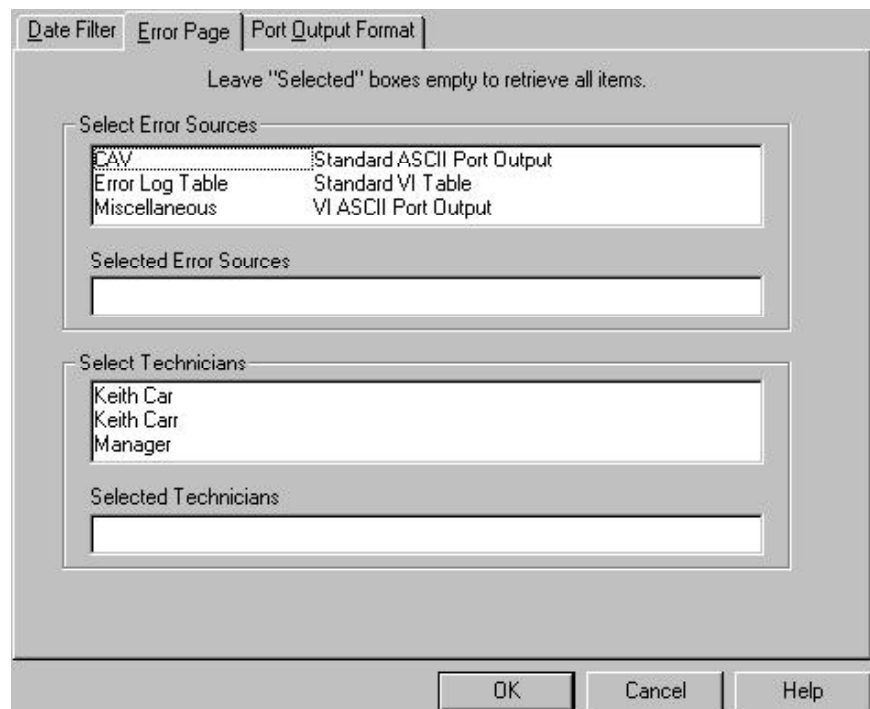 Date Filter Error Page Port Output Format
Leave "Selected" boxes empty to retrieve all items.
Select Error Sources
CAV Standard ASCII Port Output
Error Log Table Standard VI Table
Miscellaneous VI ASCII Port Output
Selected Error Sources
Select Technicians
Keith Car
Keith Carr
Manager
Selected Technicians
OK Cancel Help